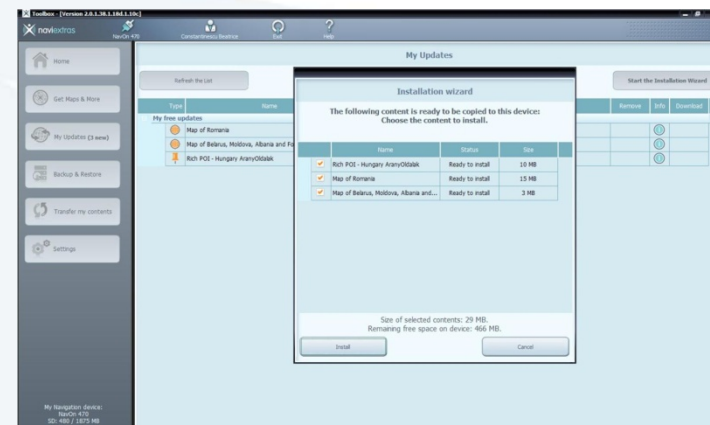 Toolbox - [Version 2.0.1.38.1.18d.1.10c]
naviextras
NavOn 470
Constantinescu Beatrice
Exit
Help
Home
Get Maps & More
My Updates (3 new)
Backup & Restore
Transfer my contents
Settings
My Navigation device:
NavOn 470
SD: 480 / 1875 MB
My Updates
Refresh the List
Start the Installation Wizard
Type
Name
Remove
Info
Download
My free updates
Map of Romania
Map of Belarus, Moldova, Albania and Fo
Rich POI - Hungary AranyOldalak
Installation wizard
The following content is ready to be copied to this device:
Choose the content to install.
Name
Status
Size
Rich POI - Hungary AranyOldalak
Ready to install
10 MB
Map of Romania
Ready to install
15 MB
Map of Belarus, Moldova, Albania and...
Ready to install
3 MB
Size of selected contents: 29 MB.
Remaining free space on device: 466 MB.
Install
Cancel